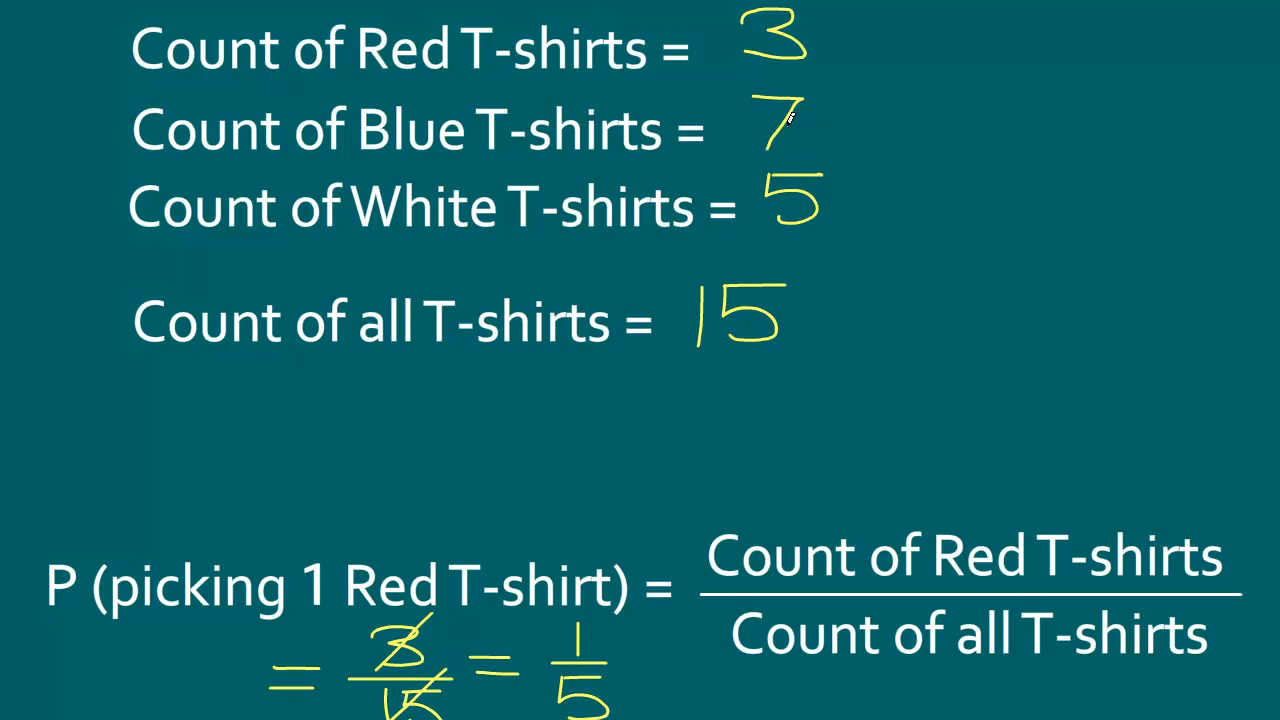 Count of Red T-shirts = 3
Count of Blue T-shirts = 7
Count of White T-shirts = 5
Count of all T-shirts = 15
P (picking 1 Red T-shirt) = Count of Red T-shirts
Count of all T-shirts
= 3/15 = 1/5